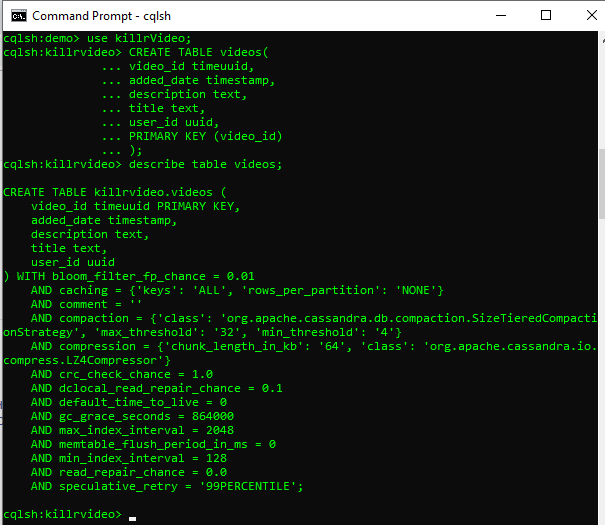 Command Prompt - cqlsh
cqlsh:demo> use killrVideo;
cqlsh:killrvideo> CREATE TABLE videos(
... video_id timeuuid,
... added_date timestamp,
... description text,
... title text,
... user_id uuid,
... PRIMARY KEY (video_id)
... );
cqlsh:killrvideo> describe table videos;
CREATE TABLE killrvideo.videos (
video_id timeuuid PRIMARY KEY,
added_date timestamp,
description text,
title text,
user_id uuid
) WITH bloom_filter_fp_chance = 0.01
AND caching = {'keys': 'ALL', 'rows_per_partition': 'NONE'}
AND comment = ''
AND compaction = {'class': 'org.apache.cassandra.db.compaction.SizeTieredCompacti
onStrategy', 'max_threshold': '32', 'min_threshold': '4'}
AND compression = {'chunk_length_in_kb': '64', 'class': 'org.apache.cassandra.io.
compress.LZ4Compressor'}
AND crc_check_chance = 1.0
AND dclocal_read_repair_chance = 0.1
AND default_time_to_live = 0
AND gc_grace_seconds = 864000
AND max_index_interval = 2048
AND memtable_flush_period_in_ms = 0
AND min_index_interval = 128
AND read_repair_chance = 0.0
AND speculative_retry = '99PERCENTILE';
cqlsh:killrvideo>